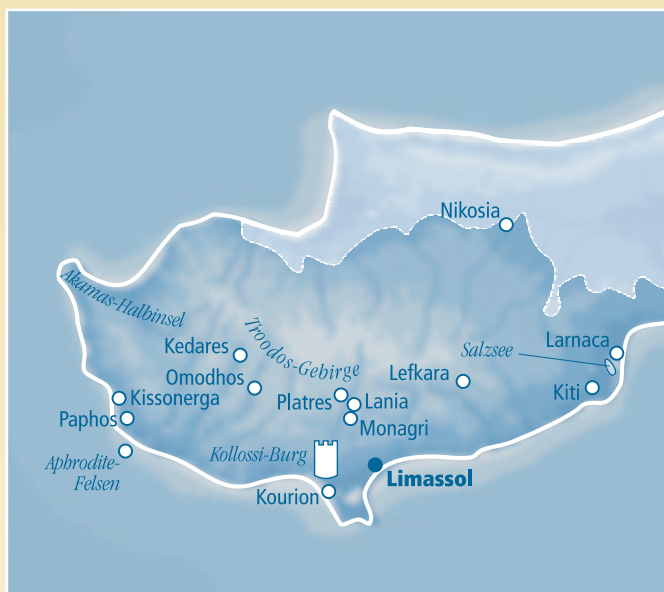 Nikosia
Akamas-Halbinsel
Troodos-Gebirge
Kedares
Larnaca
Salzsee
Omodhos
Lefkara
Kissonerga
Platres
Lania
Kiti
Paphos
Monagri
Aphrodite-
Felsen
Kollossi-Burg
Limassol
Kourion